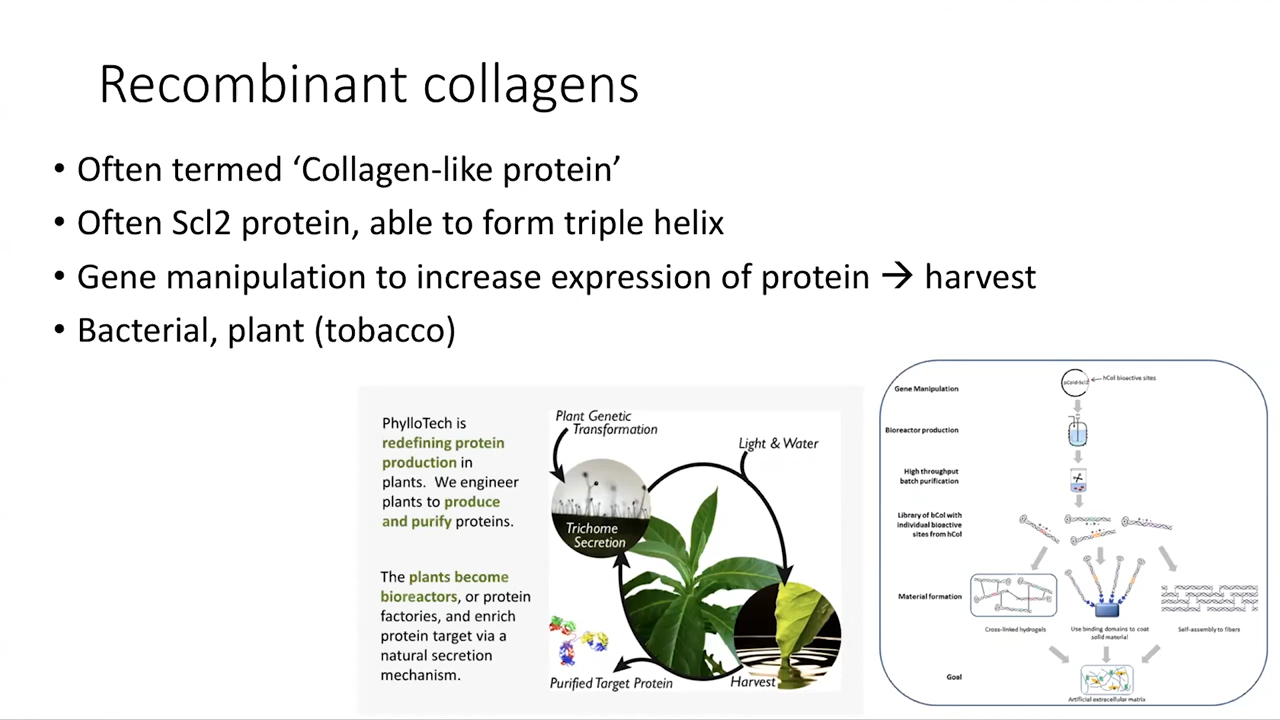 Recombinant collagens
• Often termed ‘Collagen-like protein’
• Often Scl2 protein, able to form triple helix
• Gene manipulation to increase expression of protein → harvest
• Bacterial, plant (tobacco)
PhylloTech is
redefining protein
production in
plants. We engineer
plants to produce
and purify proteins.
The plants become
bioreactors, or protein
factories, and enrich
protein target via a
natural secretion
mechanism.
Plant Genetic
Transformation
Light & Water
Trichome
Secretion
Harvest
Purified Target Protein
Gene Manipulation
pCold-Scl2
hCol bioactive sites
Bioreactor production
High throughput
batch purification
Library of bCol with
individual bioactive
sites from hCol
Material formation
Cross-linked hydrogels
Use binding domains to coat
solid material
Self-assembly to fibers
Goal
Artificial extracellular matrix